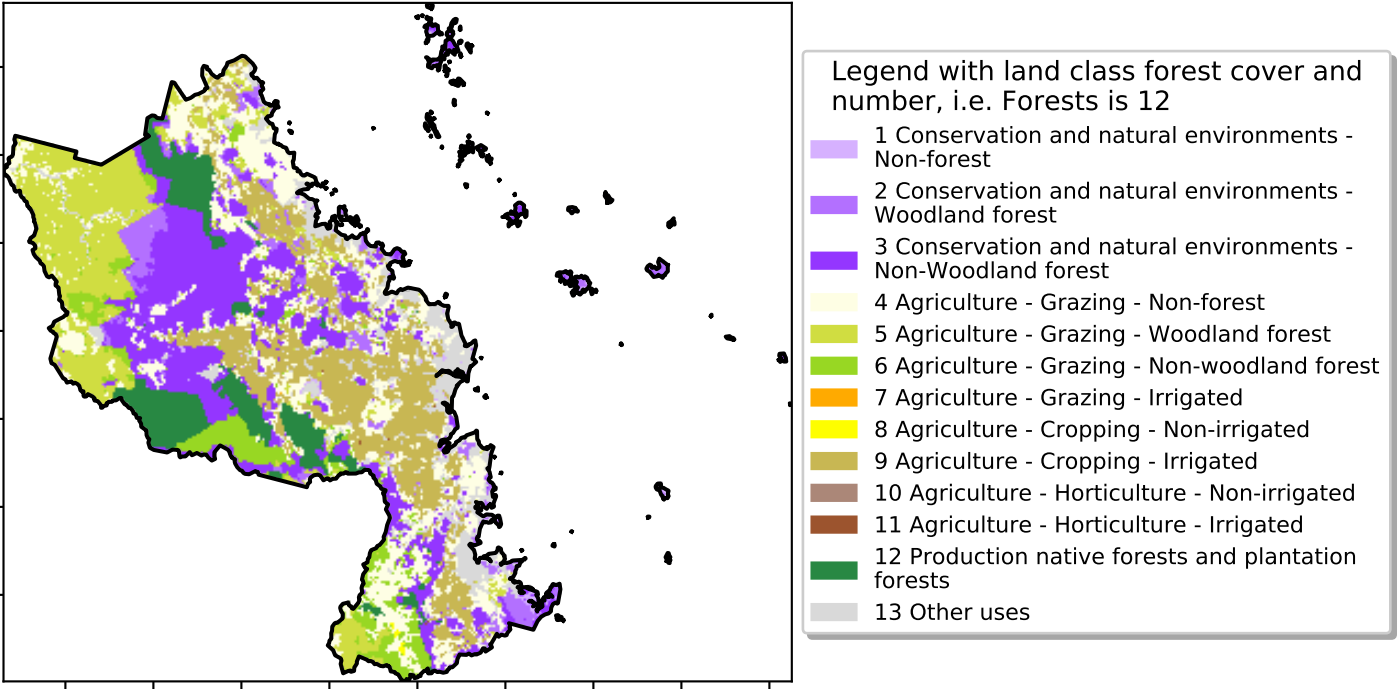 Legend with land class forest cover and
number, i.e. Forests is 12
1 Conservation and natural environments -
Non-forest
2 Conservation and natural environments -
Woodland forest
3 Conservation and natural environments -
Non-Woodland forest
4 Agriculture - Grazing - Non-forest
5 Agriculture - Grazing - Woodland forest
6 Agriculture - Grazing - Non-woodland forest
7 Agriculture - Grazing - Irrigated
8 Agriculture - Cropping - Non-irrigated
9 Agriculture - Cropping - Irrigated
10 Agriculture - Horticulture - Non-irrigated
11 Agriculture - Horticulture - Irrigated
12 Production native forests and plantation
forests
13 Other uses